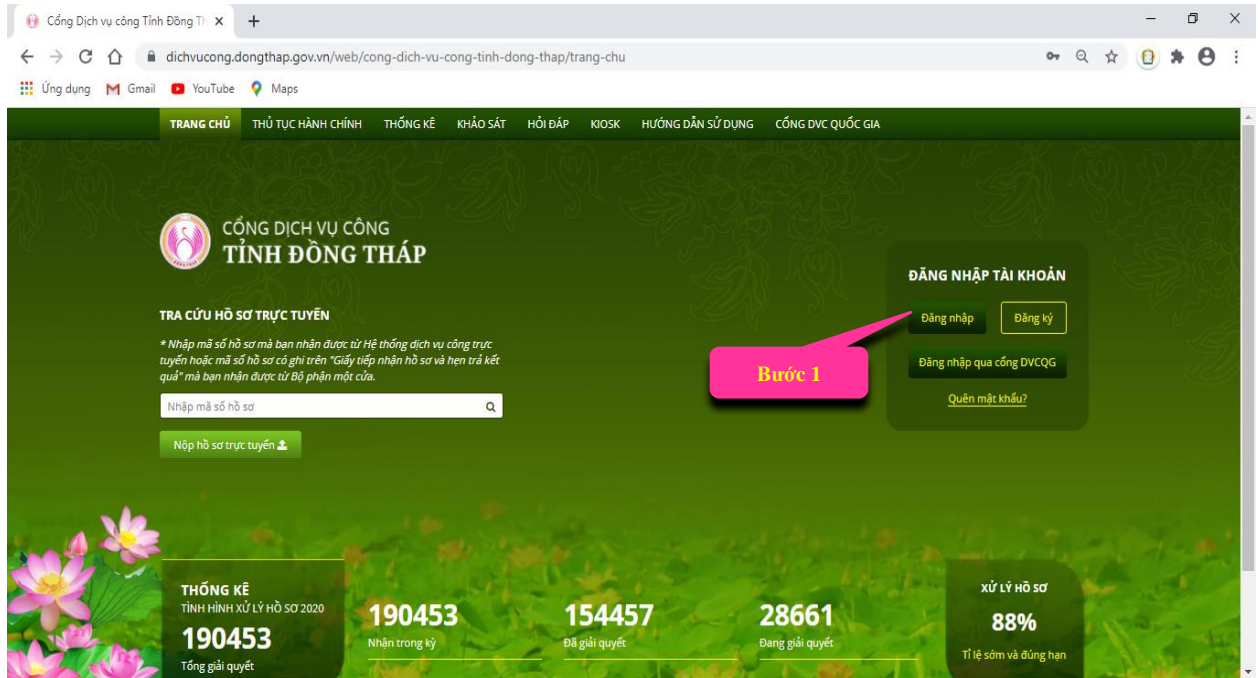 Cổng Dịch vụ công Tỉnh Đồng Th
dichvucong.dongthap.gov.vn/web/cong-dich-vu-cong-tinh-dong-thap/trang-chu
Ứng dụng Gmail YouTube Maps
TRANG CHỦ THỦ TỤC HÀNH CHÍNH THỐNG KÊ KHẢO SÁT HỎI ĐÁP KIOSK HƯỚNG DẪN SỬ DỤNG CỔNG DVC QUỐC GIA
CỔNG DỊCH VỤ CÔNG
TỈNH ĐỒNG THÁP
TRA CỨU HỒ SƠ TRỰC TUYẾN
* Nhập mã số hồ sơ mà bạn nhận được từ Hệ thống dịch vụ công trực
tuyến hoặc mã số hồ sơ có ghi trên "Giấy tiếp nhận hồ sơ và hẹn trả kết
quả" mà bạn nhận được từ Bộ phận một cửa.
Nhập mã số hồ sơ
Nộp hồ sơ trực tuyến
ĐĂNG NHẬP TÀI KHOẢN
Đăng nhập Đăng ký
Bước 1
Đăng nhập qua cổng DVCQG
Quên mật khẩu?
THỐNG KÊ
TÌNH HÌNH XỬ LÝ HỒ SƠ 2020
190453
Tổng giải quyết
190453
Nhận trong kỳ
154457
Đã giải quyết
28661
Đang giải quyết
XỬ LÝ HỒ SƠ
88%
Tỉ lệ sớm và đúng hạn